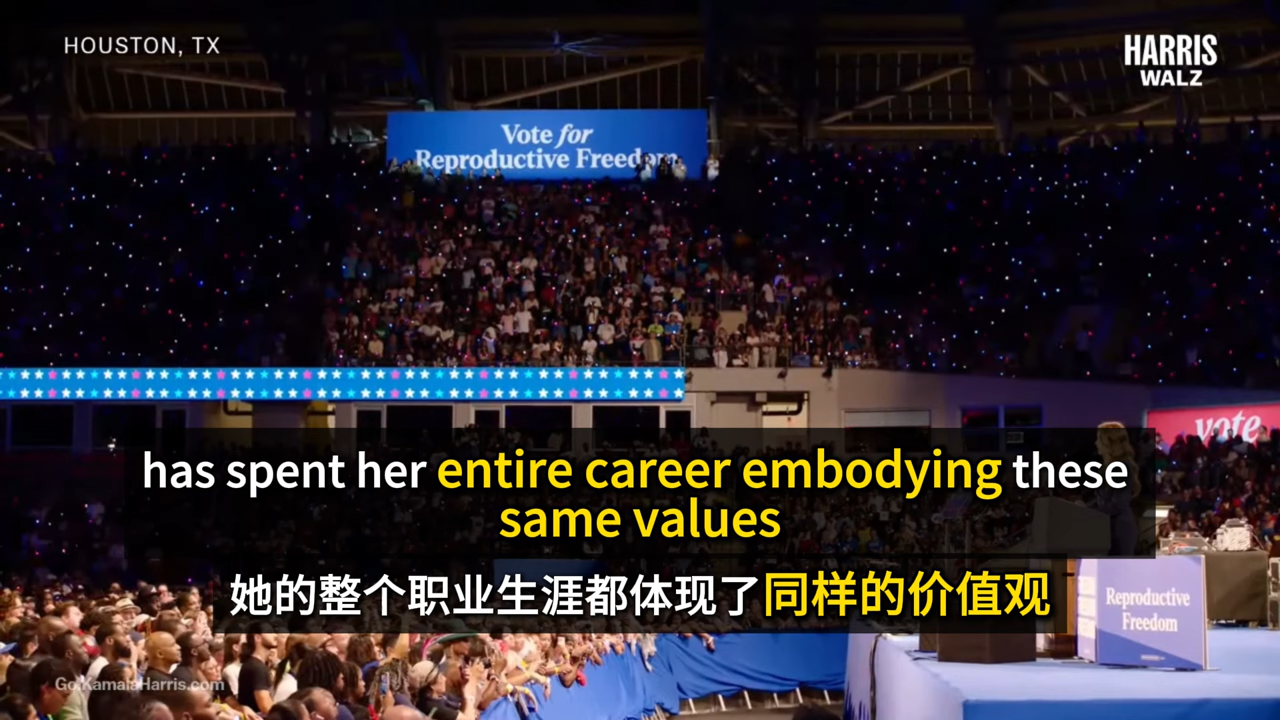 HOUSTON, TX
HARRIS
WALZ
Vote for
Reproductive Freedom
vote
has spent her entire career embodying these
same values
她的整个职业生涯都体现了同样的价值观
Reproductive
Freedom
Go.KamalaHarris.com